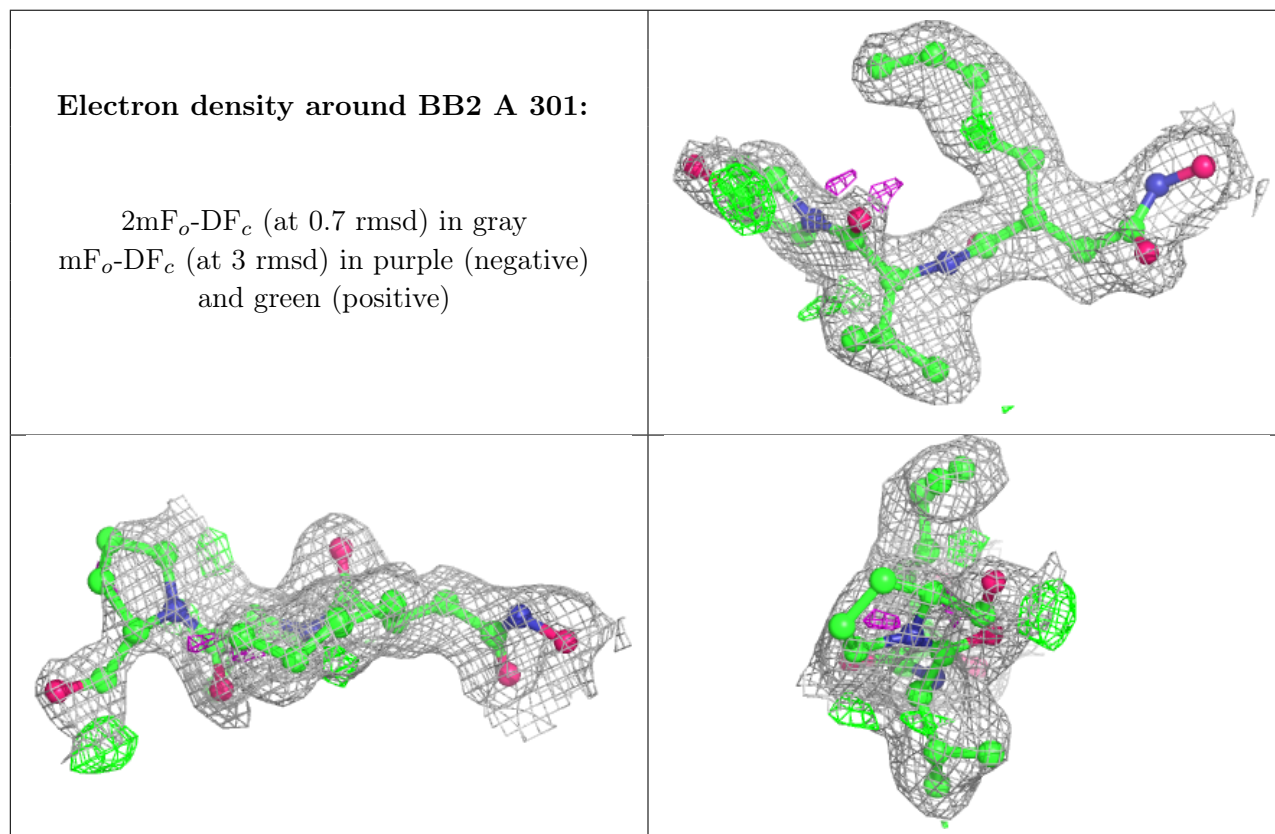 Electron density around BB2 A 301:
2mFₒ-DF𝑐 (at 0.7 rmsd) in gray
mFₒ-DF𝑐 (at 3 rmsd) in purple (negative)
and green (positive)